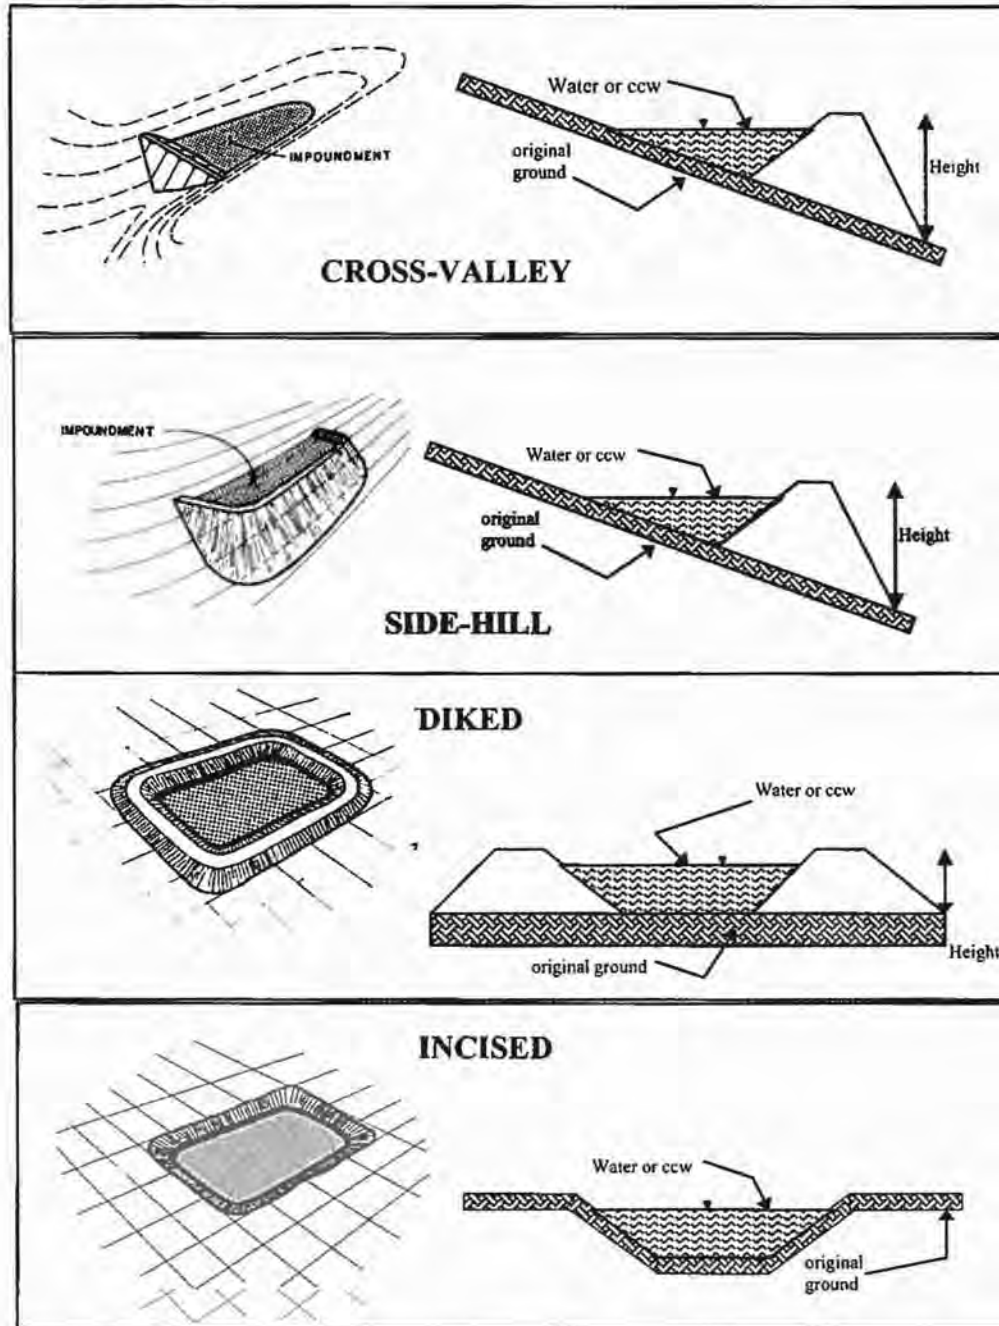 Water or ccw
IMPOUNDMENT
original
ground
Height
CROSS-VALLEY
IMPOUNDMENT
Water or ccw
original
ground
Height
SIDE-HILL
DIKED
Water or ccw
Height
original ground
INCISED
Water or ccw
original
ground